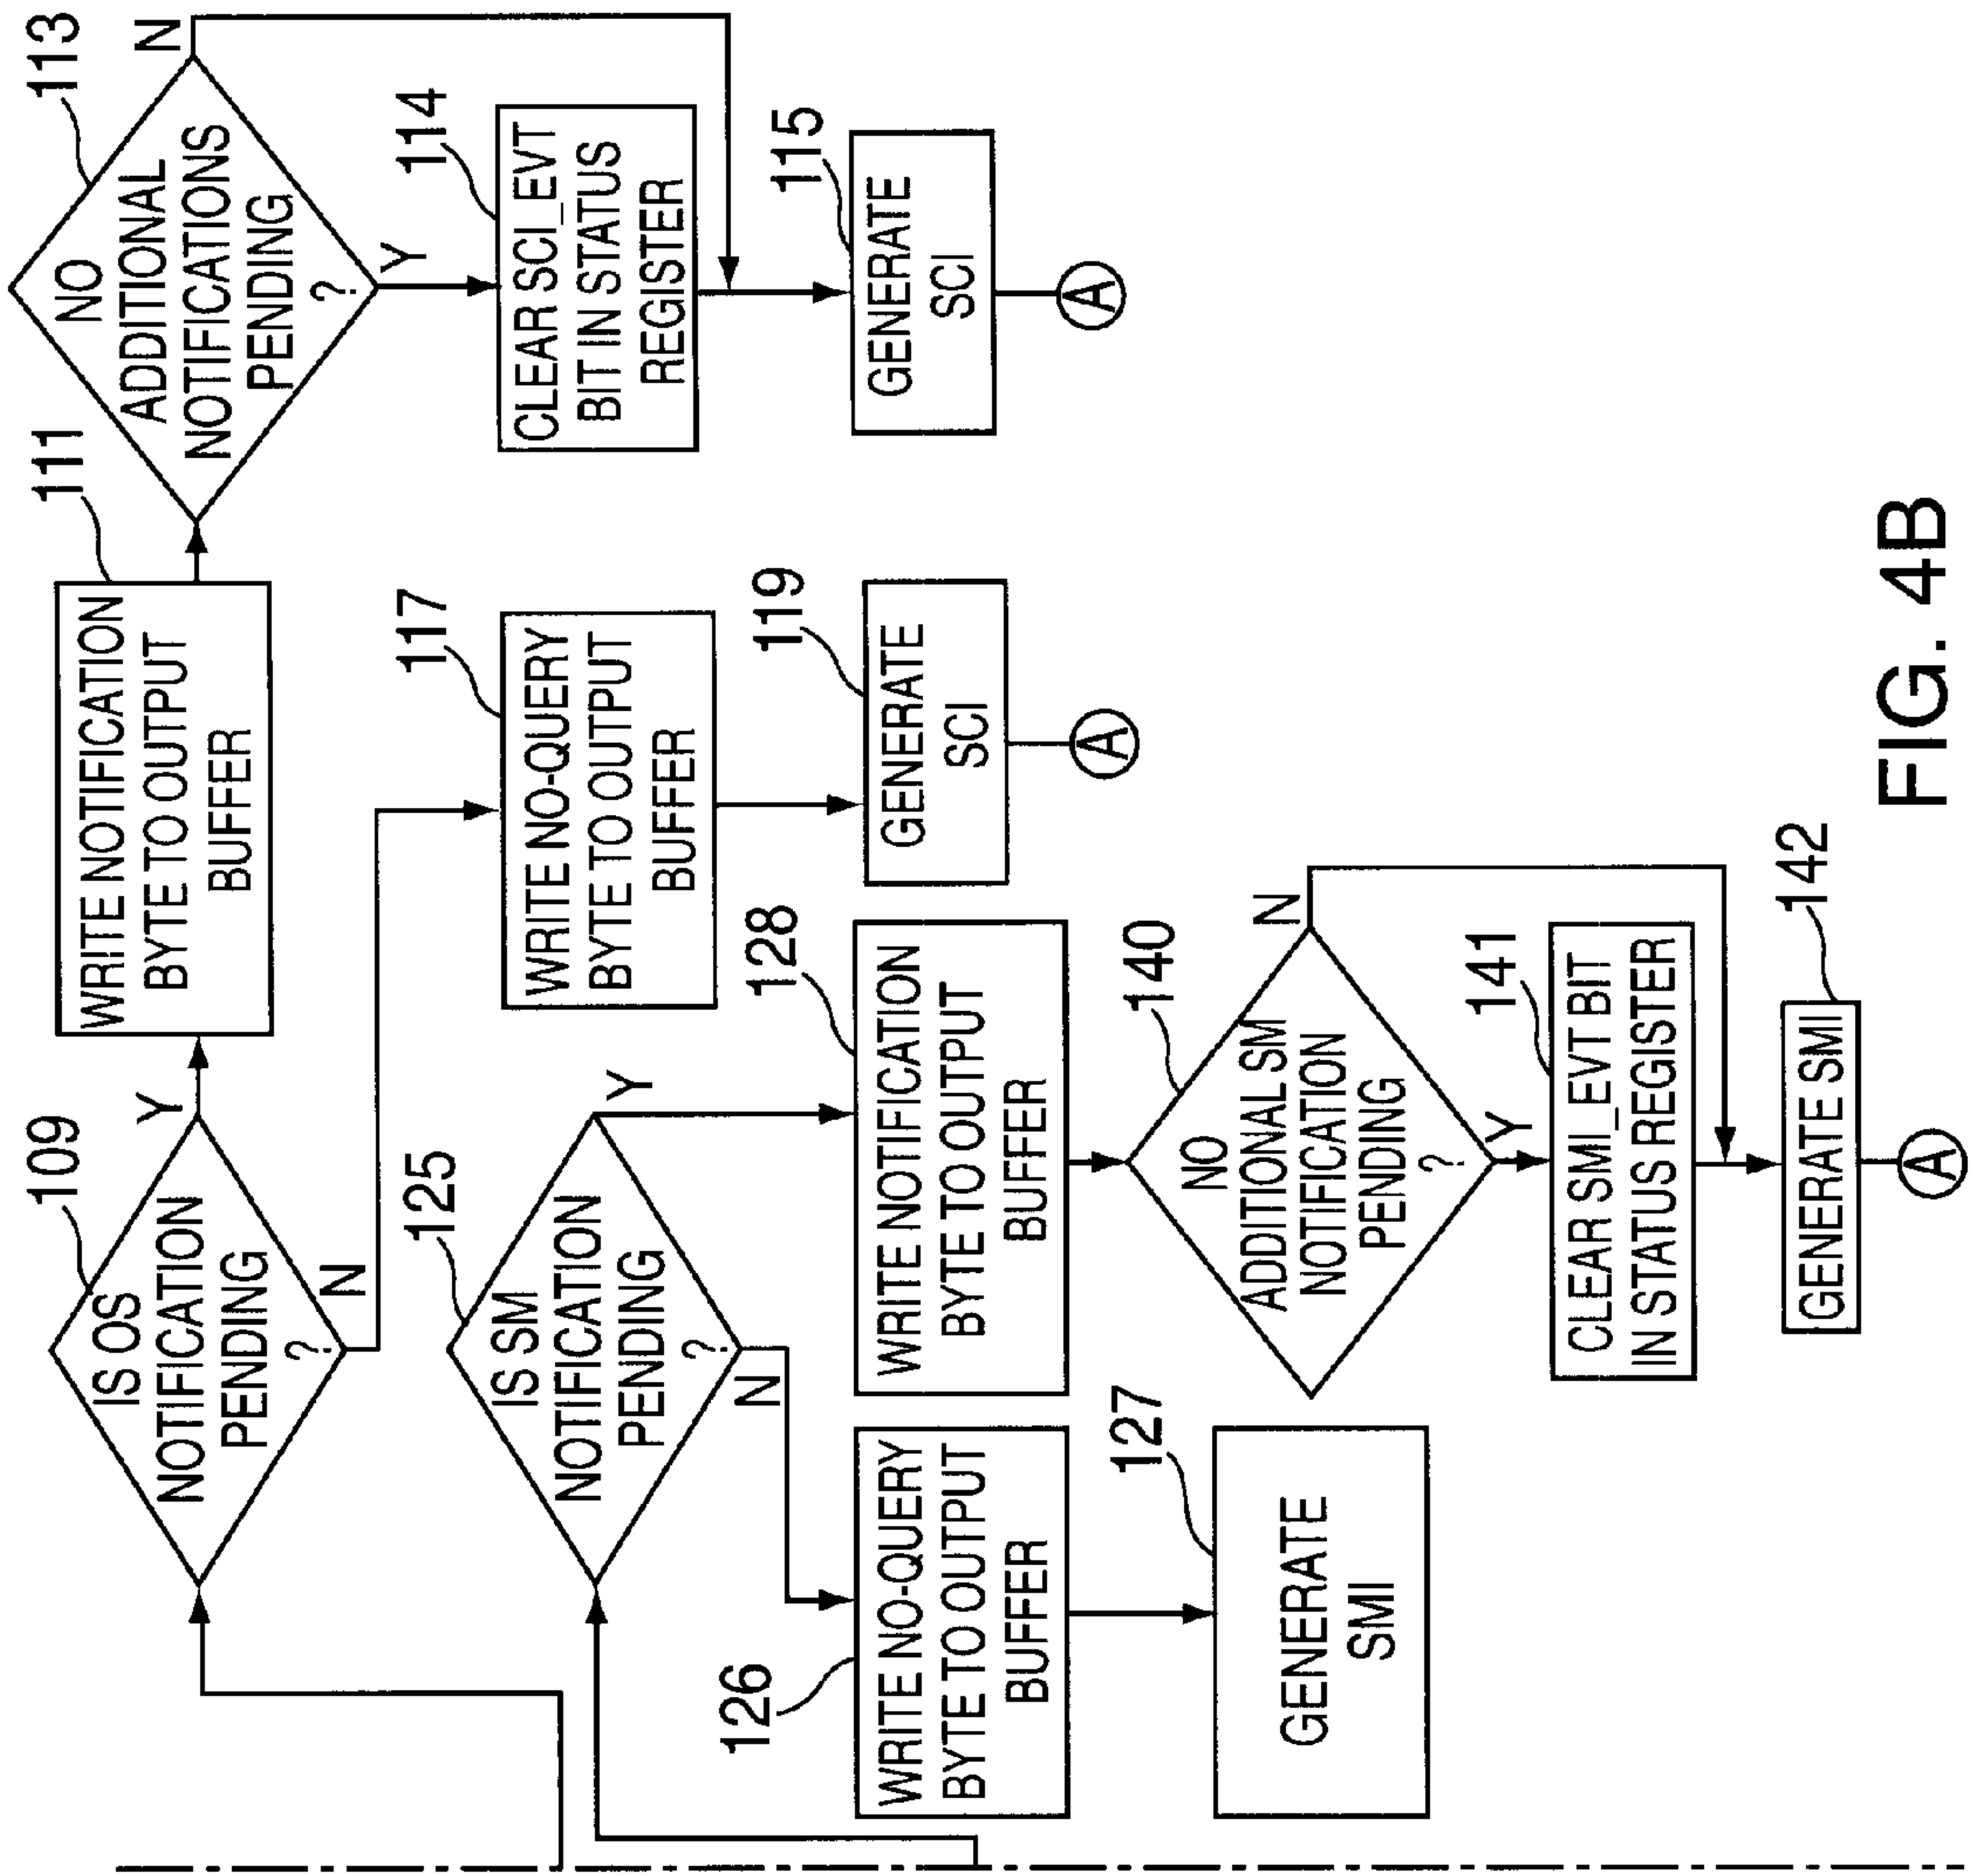 109
IS OS
NOTIFICATION
PENDING
?
Y
N
111
WRITE NOTIFICATION
BYTE TO OUTPUT
BUFFER
113
NO
ADDITIONAL
NOTIFICATIONS
PENDING
?
N
Y
114
CLEAR SCI_EVT
BIT IN STATUS
REGISTER
115
GENERATE
SCI
A
117
WRITE NO-QUERY
BYTE TO OUTPUT
BUFFER
119
GENERATE
SCI
A
125
IS SM
NOTIFICATION
PENDING
?
Y
N
126
WRITE NO-QUERY
BYTE TO OUTPUT
BUFFER
127
GENERATE
SMI
128
WRITE NOTIFICATION
BYTE TO OUTPUT
BUFFER
140
NO
ADDITIONAL SM
NOTIFICATION
PENDING
?
N
Y
141
CLEAR SMI_EVT BIT
IN STATUS REGISTER
142
GENERATE SMI
A
FIG. 4B